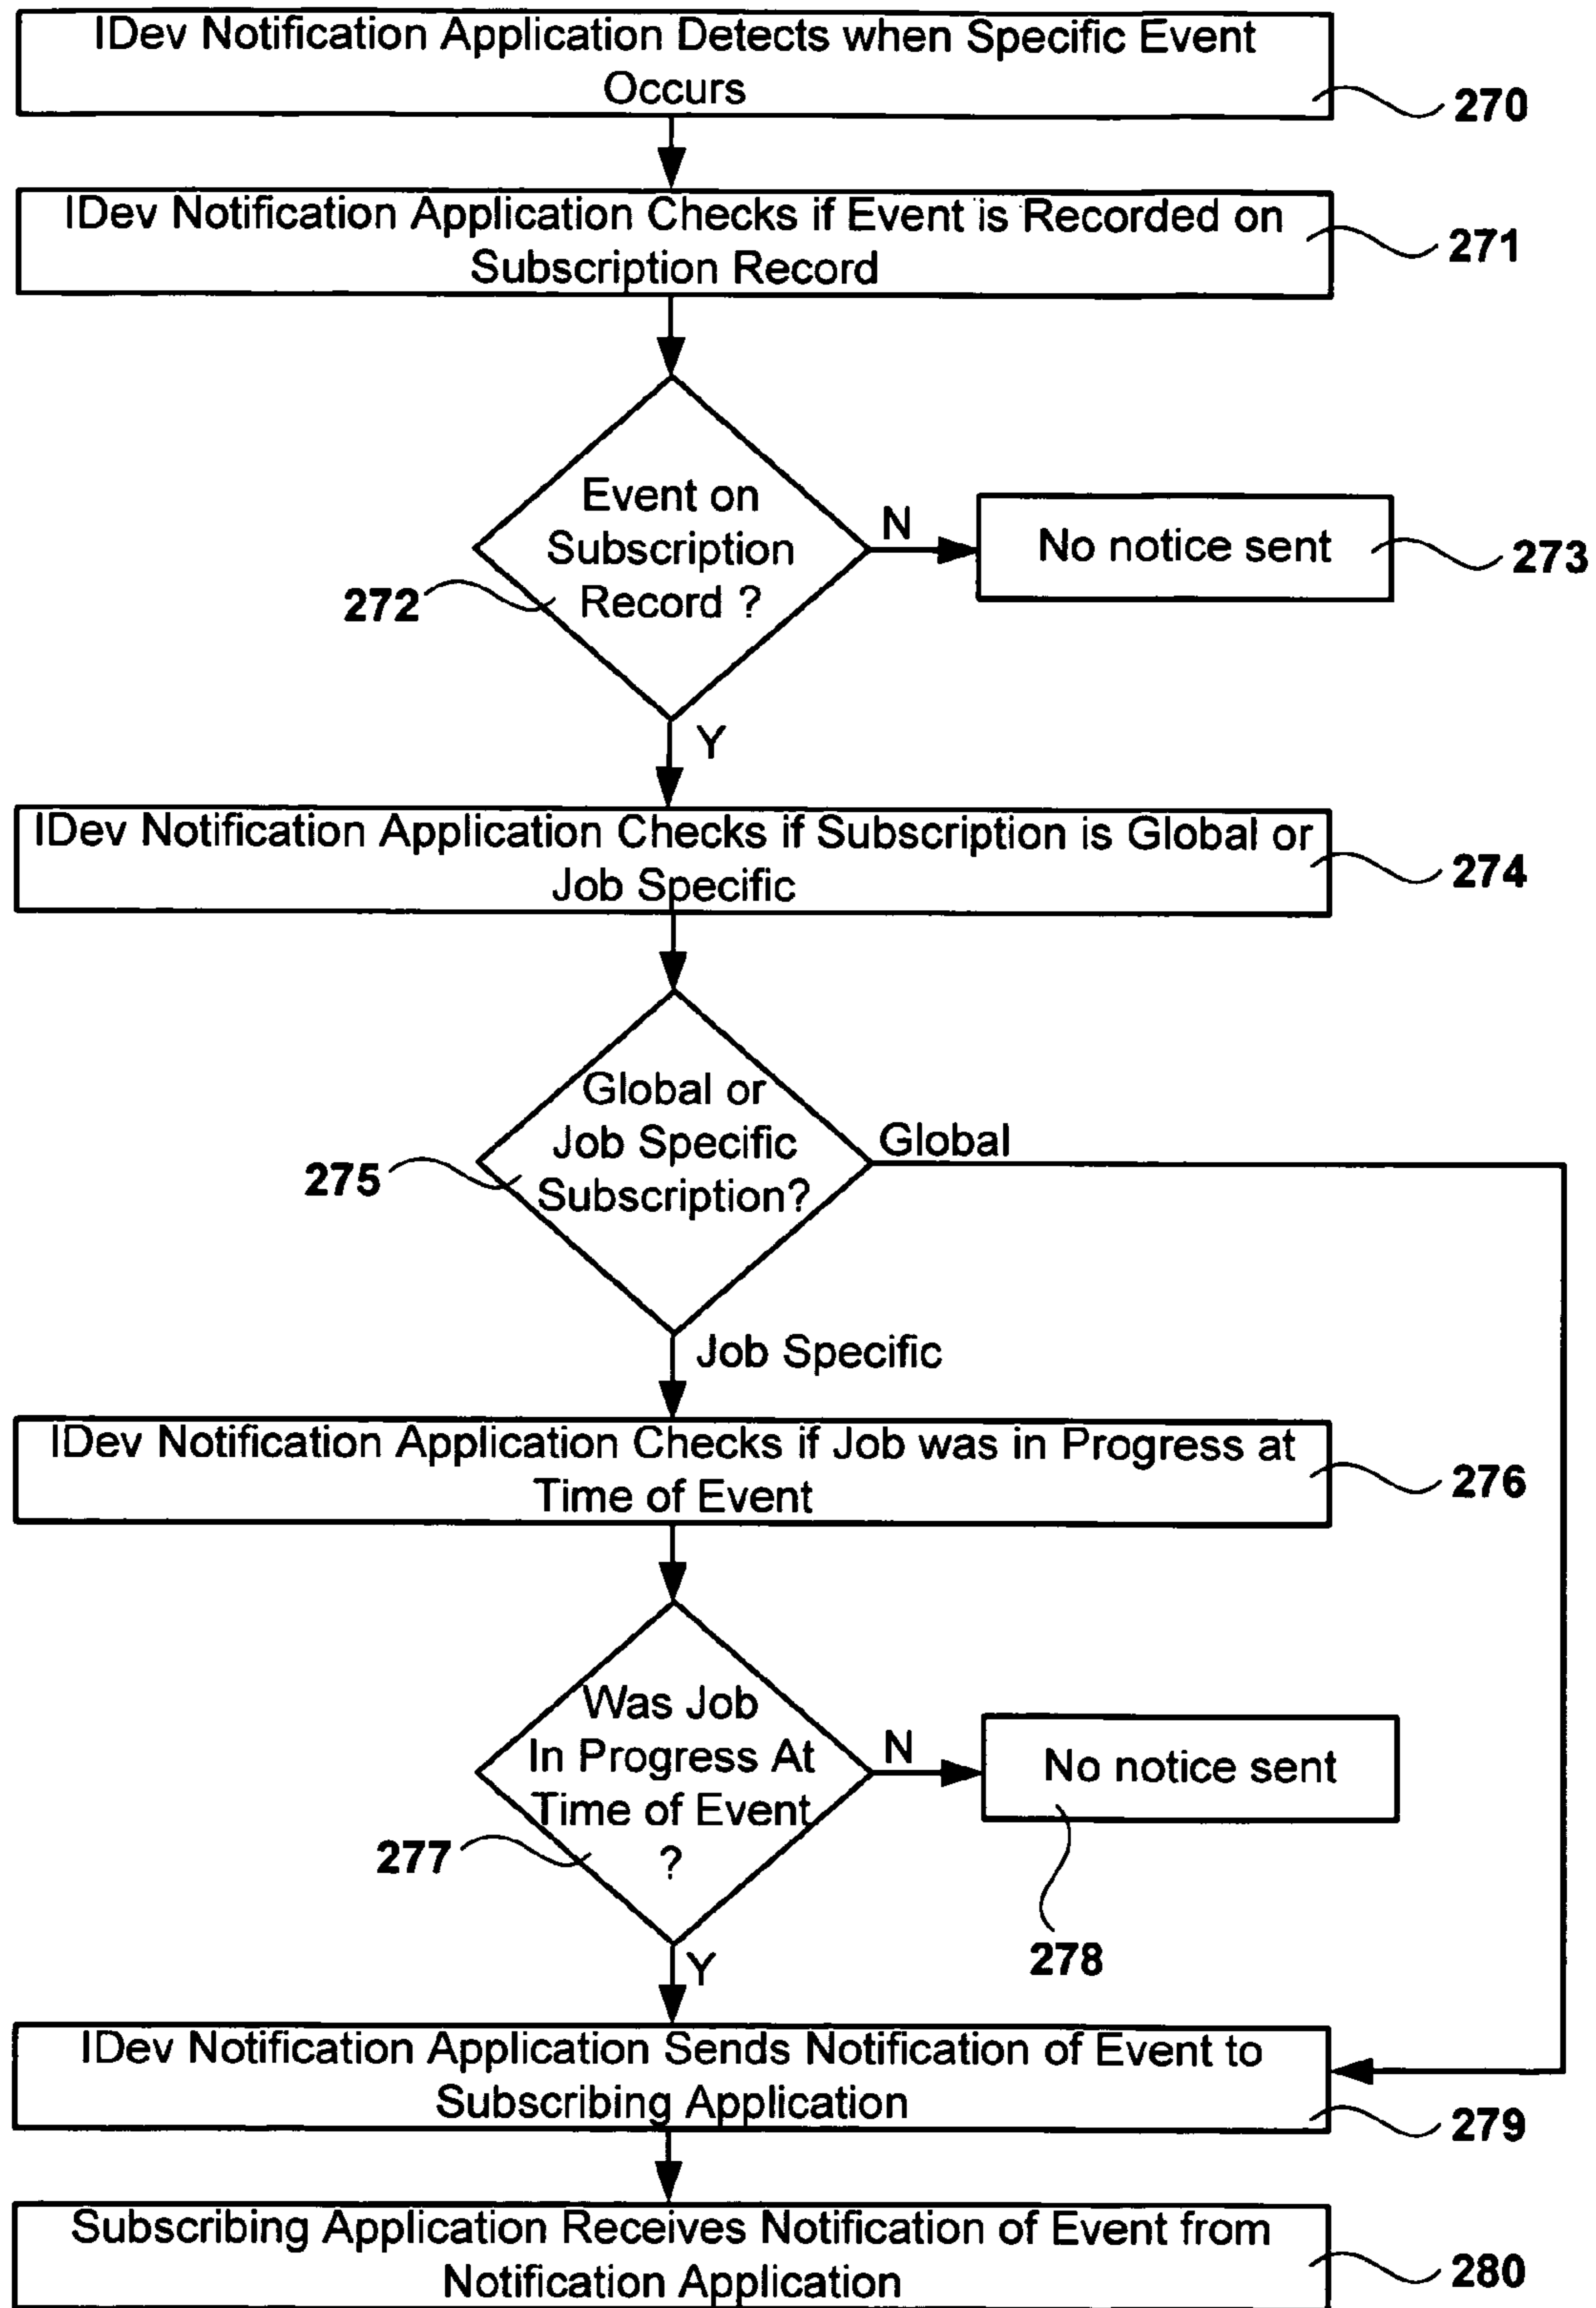 IDev Notification Application Detects when Specific Event
Occurs
270
IDev Notification Application Checks if Event is Recorded on
Subscription Record
271
Event on
Subscription
Record ?
272
N
No notice sent
273
Y
IDev Notification Application Checks if Subscription is Global or
Job Specific
274
Global or
Job Specific
Subscription?
275
Global
Job Specific
IDev Notification Application Checks if Job was in Progress at
Time of Event
276
Was Job
In Progress At
Time of Event
?
277
N
No notice sent
278
Y
IDev Notification Application Sends Notification of Event to
Subscribing Application
279
Subscribing Application Receives Notification of Event from
Notification Application
280